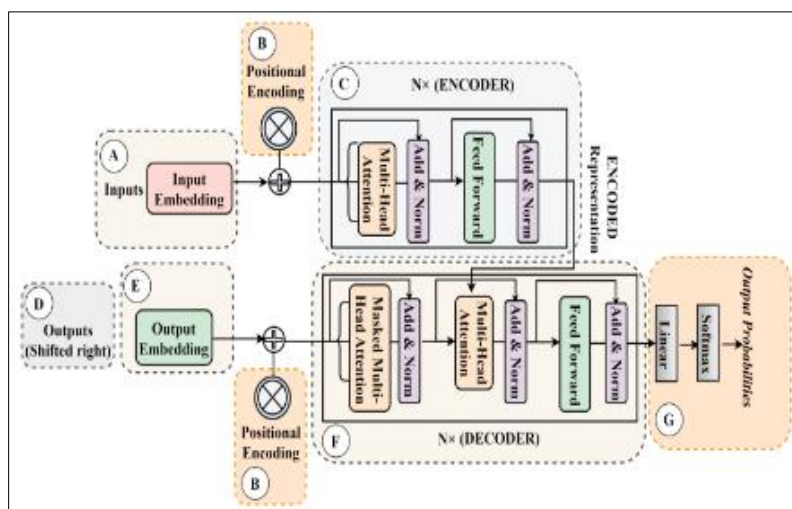 B
Positional
Encoding
A
Inputs
Input
Embedding
C
N× (ENCODER)
Multi-Head
Attention
Add & Norm
Feed Forward
Add & Norm
ENCODED
Representation
D
Outputs
(Shifted right)
E
Output
Embedding
Positional
Encoding
B
Masked Multi-
Head Attention
Add & Norm
Multi-Head
Attention
Add & Norm
Feed Forward
Add & Norm
F
N× (DECODER)
Linear
Softmax
Output Probabilities
G